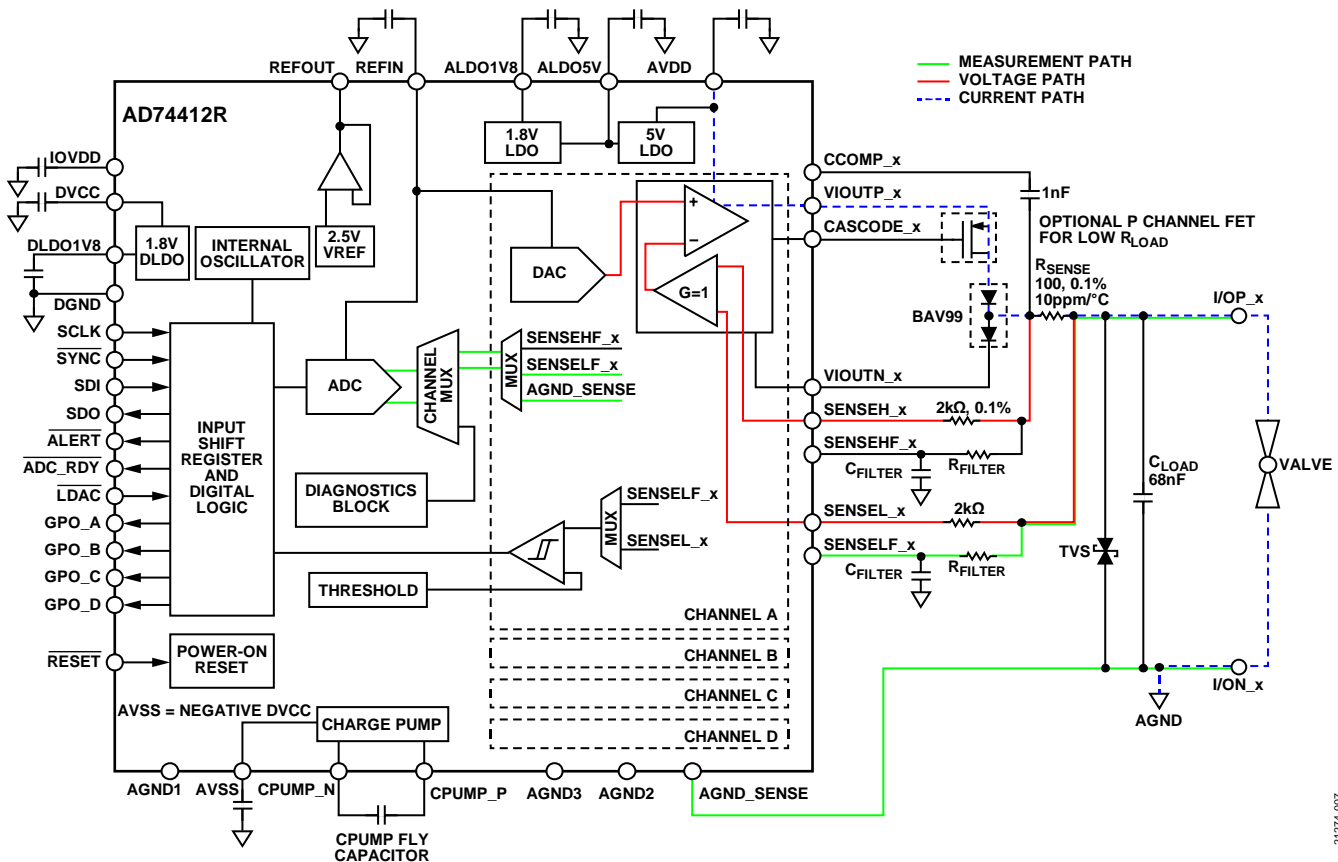 REFOUT
REFIN
ALDO1V8
ALDO5V
AVDD
MEASUREMENT PATH
VOLTAGE PATH
CURRENT PATH
AD74412R
IOVDD
DVCC
DLDO1V8
DGND
SCLK
SYNC
SDI
SDO
ALERT
ADC_RDY
LDAC
GPO_A
GPO_B
GPO_C
GPO_D
RESET
1.8V
DLDO
INTERNAL
OSCILLATOR
2.5V
VREF
1.8V
LDO
5V
LDO
INPUT
SHIFT
REGISTER
AND
DIGITAL
LOGIC
POWER-ON
RESET
ADC
CHANNEL
MUX
DIAGNOSTICS
BLOCK
THRESHOLD
DAC
+
–
G=1
MUX
SENSEHF_x
SENSELF_x
AGND_SENSE
MUX
SENSELF_x
SENSEL_x
CHANNEL A
CHANNEL B
CHANNEL C
CHANNEL D
CCOMP_x
VIOUTP_x
CASCODE_x
VIOUTN_x
SENSEH_x
SENSEHF_x
SENSEL_x
SENSELF_x
1nF
OPTIONAL P CHANNEL FET
FOR LOW RLOAD
RSENSE
100, 0.1%
10ppm/°C
BAV99
I/OP_x
2kΩ, 0.1%
CFILTER
RFILTER
2kΩ
CFILTER
RFILTER
TVS
CLOAD
68nF
VALVE
I/ON_x
AGND
AVSS = NEGATIVE DVCC
CHARGE PUMP
AGND1
AVSS
CPUMP_N
CPUMP_P
AGND3
AGND2
AGND_SENSE
CPUMP FLY
CAPACITOR
21274-007